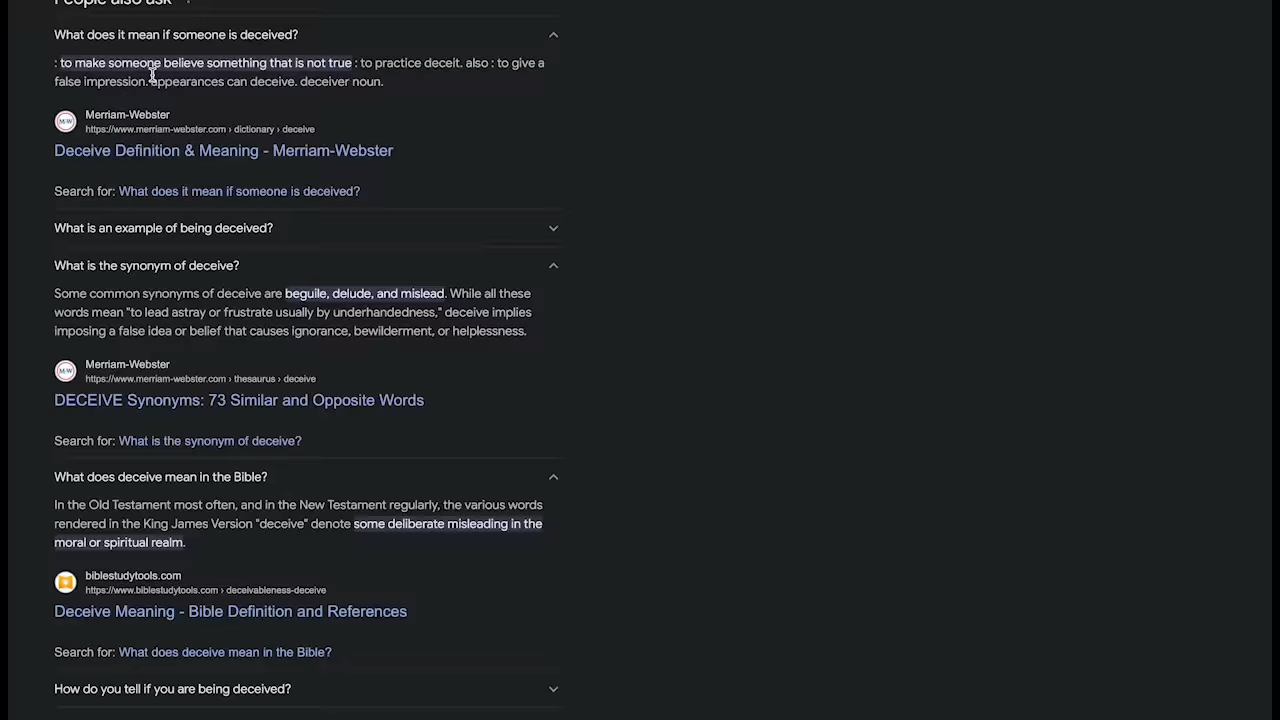 People also ask
What does it mean if someone is deceived?
: to make someone believe something that is not true : to practice deceit. also : to give a
false impression. appearances can deceive. deceiver noun.
Merriam-Webster
https://www.merriam-webster.com › dictionary › deceive
Deceive Definition & Meaning - Merriam-Webster
Search for: What does it mean if someone is deceived?
What is an example of being deceived?
What is the synonym of deceive?
Some common synonyms of deceive are beguile, delude, and mislead. While all these
words mean "to lead astray or frustrate usually by underhandedness," deceive implies
imposing a false idea or belief that causes ignorance, bewilderment, or helplessness.
Merriam-Webster
https://www.merriam-webster.com › thesaurus › deceive
DECEIVE Synonyms: 73 Similar and Opposite Words
Search for: What is the synonym of deceive?
What does deceive mean in the Bible?
In the Old Testament most often, and in the New Testament regularly, the various words
rendered in the King James Version "deceive" denote some deliberate misleading in the
moral or spiritual realm.
biblestudytools.com
https://www.biblestudytools.com › deceivableness-deceive
Deceive Meaning - Bible Definition and References
Search for: What does deceive mean in the Bible?
How do you tell if you are being deceived?